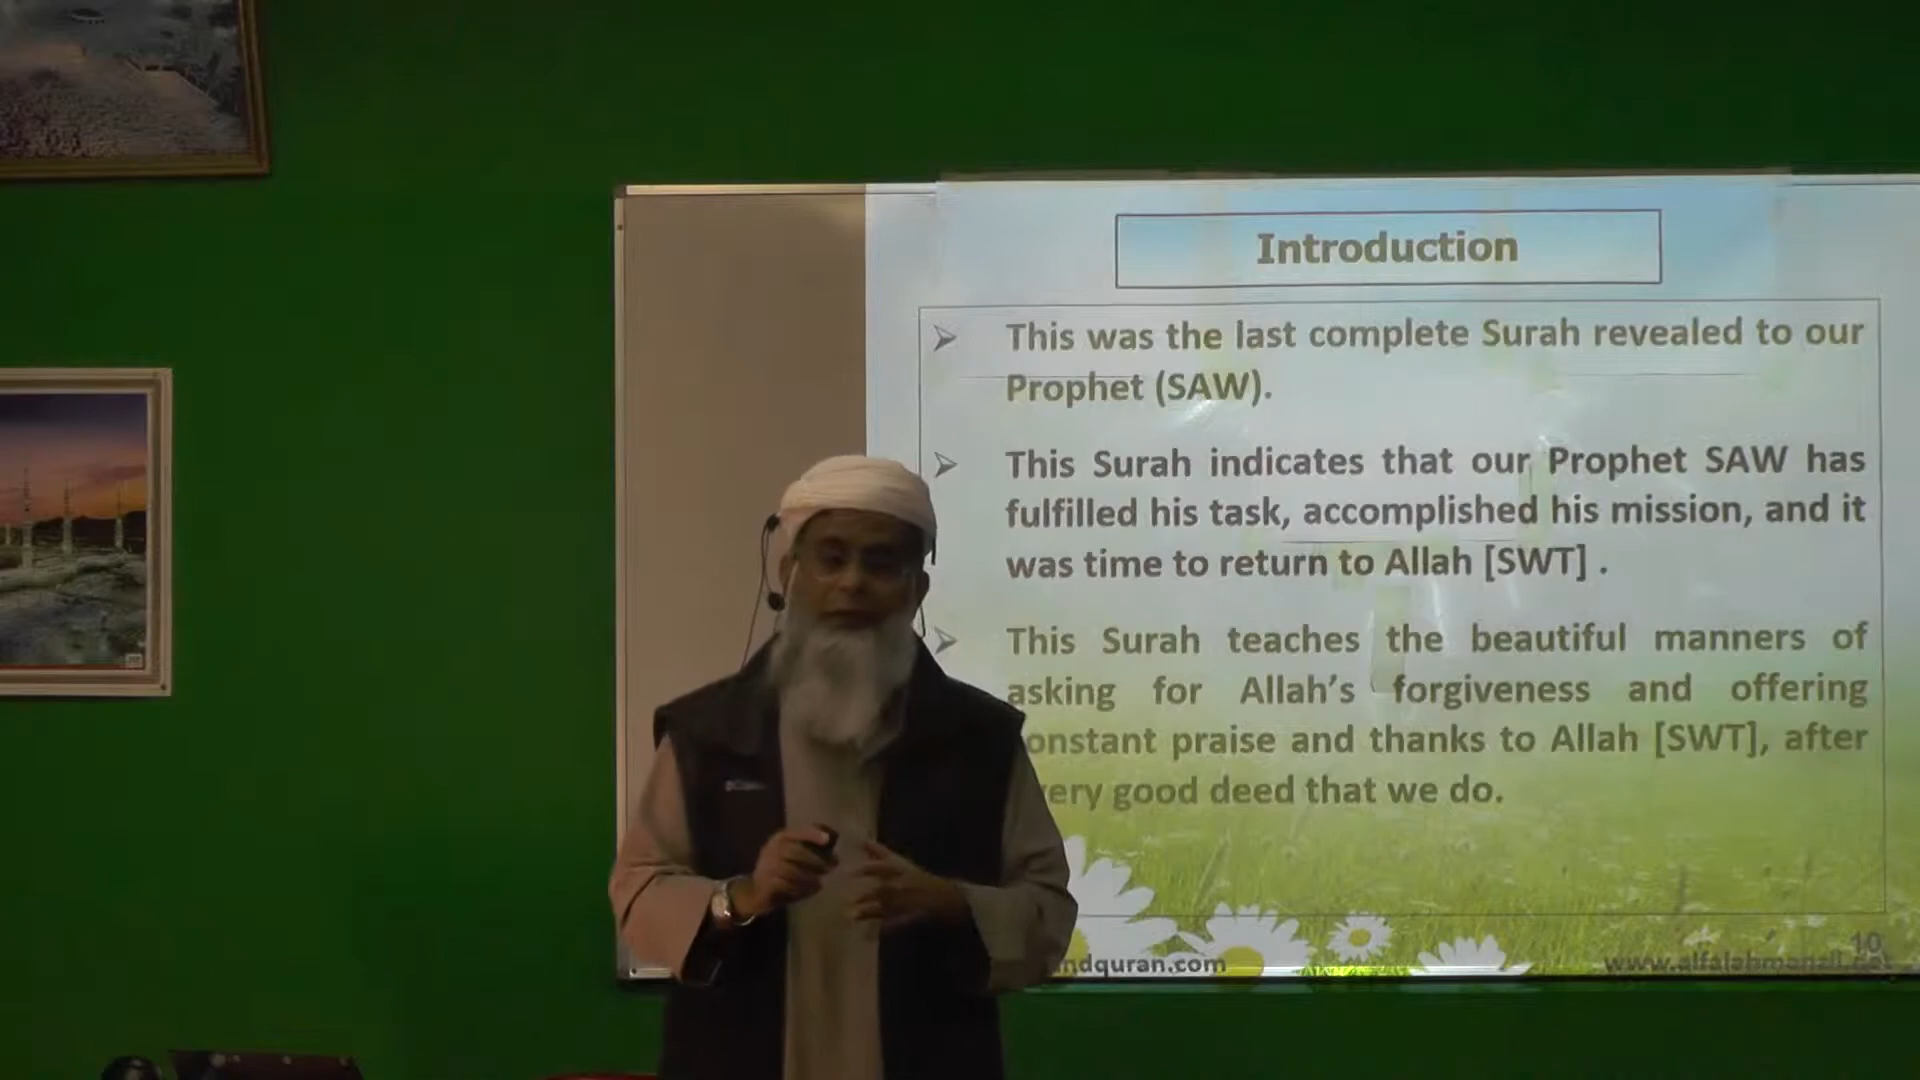 Introduction
This was the last complete Surah revealed to our
Prophet (SAW).
This Surah indicates that our Prophet SAW has
fulfilled his task, accomplished his mission, and it
was time to return to Allah [SWT] .
This Surah teaches the beautiful manners of
asking for Allah's forgiveness and offering
onstant praise and thanks to Allah [SWT], after
ery good deed that we do.
10
ndquran.com